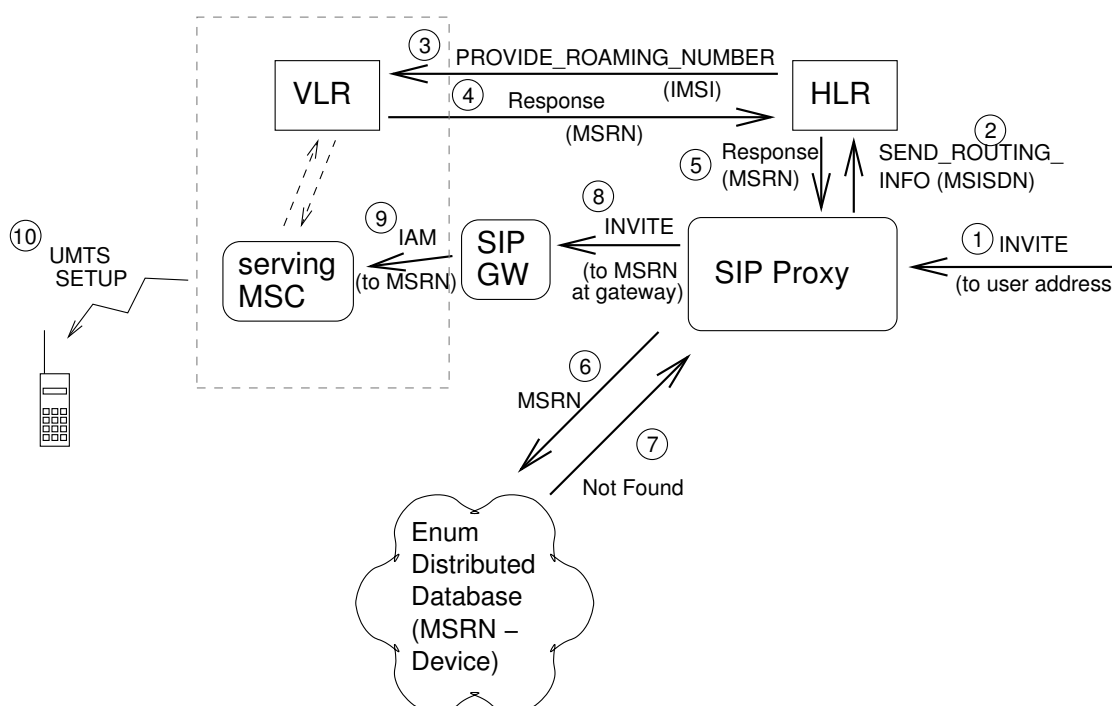 3
PROVIDE_ROAMING_NUMBER
(IMSI)
VLR
4
Response
(MSRN)
HLR
2
SEND_ROUTING_
INFO (MSISDN)
5
Response
(MSRN)
8
INVITE
(to MSRN
at gateway)
9
IAM
(to MSRN)
SIP
GW
SIP Proxy
1
INVITE
(to user address
10
UMTS
SETUP
serving
MSC
6
MSRN
7
Not Found
Enum
Distributed
Database
(MSRN –
Device)